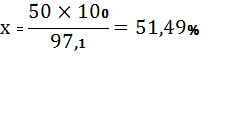 x = 50 × 100 / 97,1 = 51,49%